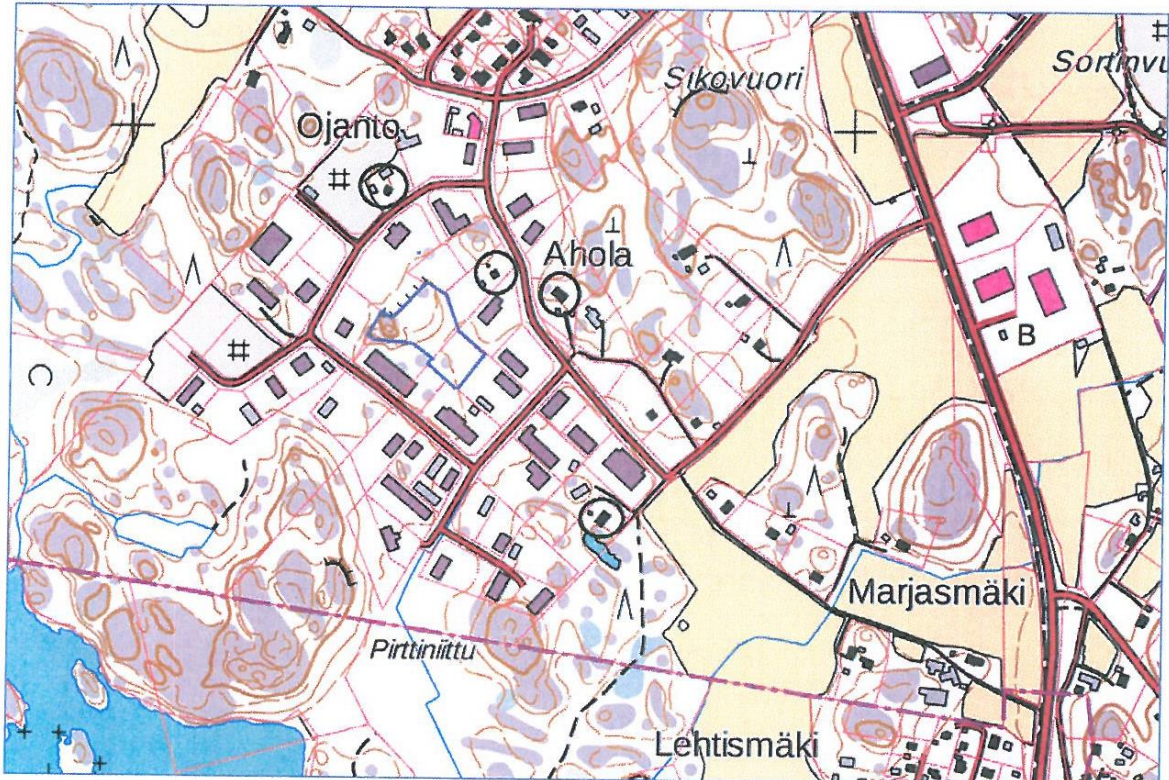 Sikovuori
Sortinvu
Ojanto
Ahola
B
Marjasmäki
Pirttiniittu
Lehtismäki